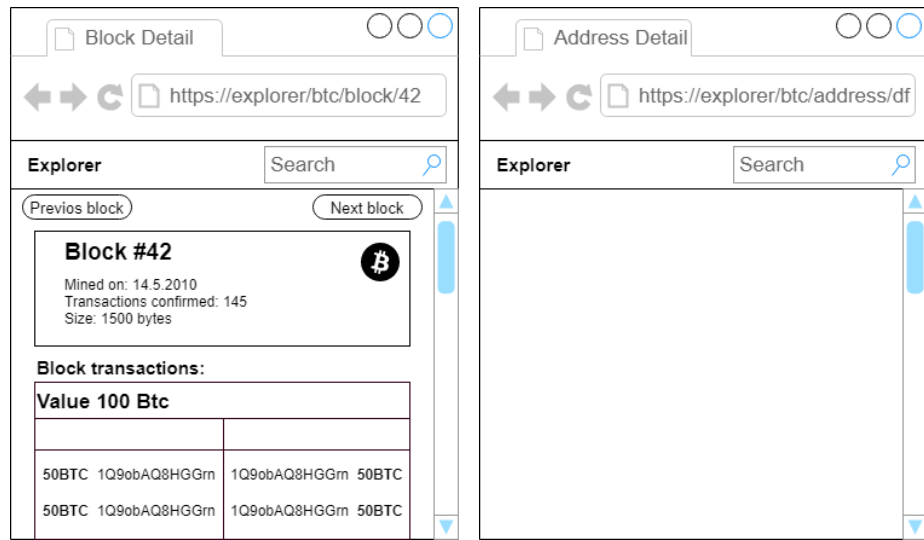 Block Detail
https://explorer/btc/block/42
Explorer
Search
Previos block
Next block
Block #42
Mined on: 14.5.2010
Transactions confirmed: 145
Size: 1500 bytes
Block transactions:
Value 100 Btc
50BTC 1Q9obAQ8HGGrn 1Q9obAQ8HGGrn 50BTC
50BTC 1Q9obAQ8HGGrn 1Q9obAQ8HGGrn 50BTC
Address Detail
https://explorer/btc/address/df
Explorer
Search